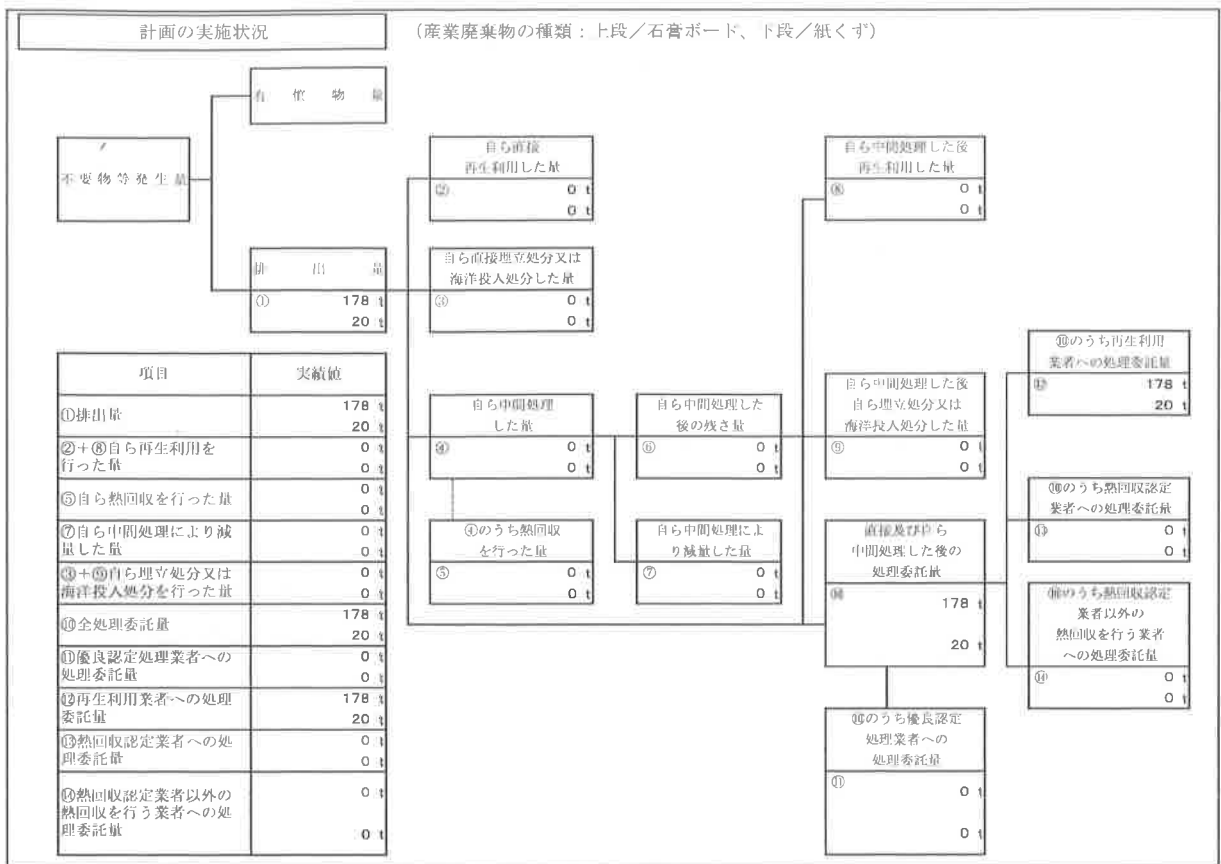 計画の実施状況
(産業廃棄物の種類：上段／石膏ボード、下段／紙くず)
有償物量
不要物等発生量
排出量
① 178 t
20 t
自ら直接
再生利用した量
② 0 t
0 t
自ら直接埋立処分又は
海洋投入処分した量
③ 0 t
0 t
自ら中間処理した後
再生利用した量
⑧ 0 t
0 t
自ら中間処理
した量
④ 0 t
0 t
④のうち熱回収
を行った量
⑤ 0 t
0 t
自ら中間処理した
後の残さ量
⑥ 0 t
0 t
自ら中間処理によ
り減量した量
⑦ 0 t
0 t
自ら中間処理した後
自ら埋立処分又は
海洋投入処分した量
⑨ 0 t
0 t
直接及び自ら
中間処理した後の
処理委託量
⑩ 178 t
20 t
⑩のうち優良認定
処理業者への
処理委託量
⑪ 0 t
0 t
⑩のうち再生利用
業者への処理委託量
⑫ 178 t
20 t
⑩のうち熱回収認定
業者への処理委託量
⑬ 0 t
0 t
⑩のうち熱回収認定
業者以外の
熱回収を行う業者
への処理委託量
⑭ 0 t
0 t
項目 実績値
①排出量 178 t
20 t
②＋⑧自ら再生利用を 0 t
行った量 0 t
⑤自ら熱回収を行った量 0 t
0 t
⑦自ら中間処理により減 0 t
量した量 0 t
③＋⑨自ら埋立処分又は 0 t
海洋投入処分を行った量 0 t
⑩全処理委託量 178 t
20 t
⑪優良認定処理業者への 0 t
処理委託量 0 t
⑫再生利用業者への処理 178 t
委託量 20 t
⑬熱回収認定業者への処 0 t
理委託量 0 t
⑭熱回収認定業者以外の 0 t
熱回収を行う業者への処
理委託量 0 t